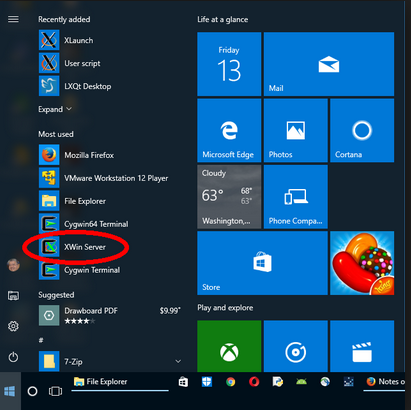 Recently added
XLaunch
User script
LXQt Desktop
Expand
Most used
Mozilla Firefox
VMware Workstation 12 Player
File Explorer
Cygwin64 Terminal
XWin Server
Cygwin Terminal
Suggested
Drawboard PDF
$9.99*
#
7-Zip
Life at a glance
Friday
13
Mail
Microsoft Edge
Photos
Cortana
Cloudy
63°
68°
63°
Washington,...
Phone Compa...
Store
Play and explore
File Explorer
Notes o